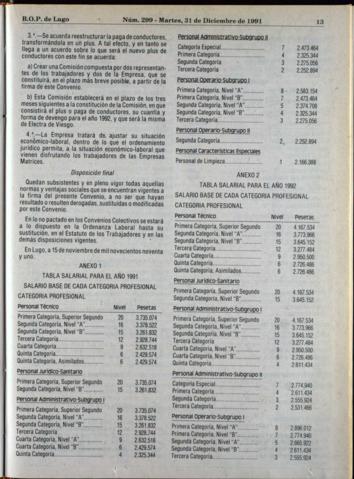 B.O.P. de Lugo
Núm. 299 - Martes, 31 de Diciembre de 1991
13
3.ª—Se acuerda reestructurar la paga de conductores,
transformándola en un plus. A tal efecto, y en tanto se
llega a un acuerdo sobre lo que será el nuevo plus de
conductores con este fin se acuerda:
a) Crear una Comisión compuesta por dos representan-
tes de los trabajadores y dos de la Empresa, que se
constituirá, en el plazo más breve posible, a partir de la
firma de este Convenio.
b) Esta Comisión establecerá en el plazo de los tres
meses siguientes a la constitución de la Comisión, en que
consistirá el plus o paga de conductores, su cuantía y
forma de devengo para el año 1992, y que será la misma
de Electra de Viesgo.
4.ª—La Empresa tratará de ajustar su situación
económico-laboral, dentro de lo que el ordenamiento
jurídico permita, a la situación económico-laboral que
vienen disfrutando los trabajadores de las Empresas
Matrices.
Disposición final
Quedan subsistentes y en pleno vigor todas aquellas
normas y ventajas sociales que se encuentran vigentes a
la firma del presente Convenio, a no ser que hayan
resultado o resulten derogadas, sustituidas o modificadas
por este Convenio.
En lo no pactado en los Convenios Colectivos se estará
a lo dispuesto en la Ordenanza Laboral hasta su
sustitución, en el Estatuto de los Trabajadores y en las
demás disposiciones vigentes.
En Lugo, a 15 de noviembre de mil novecientos noventa
y uno.
ANEXO 1
TABLA SALARIAL PARA EL AÑO 1991
SALARIO BASE DE CADA CATEGORIA PROFESIONAL
CATEGORIA PROFESIONAL
Personal Técnico Nivel Pesetas
Primera Categoría, Superior Segundo 20 3.735.074
Segunda Categoría, Nivel "A" 16 3.378.522
Segunda Categoría, Nivel "B" 15 3.261.832
Tercera Categoría 12 2.928.744
Cuarta Categoría 9 2.632.518
Quinta Categoría 6 2.429.574
Quinta Categoría, Asimilados 6 2.429.574
Personal Jurídico-Sanitario
Primera Categoría, Superior Segundo 20 3.735.074
Segunda Categoría, Nivel "B" 15 3.261.832
Personal Administrativo-Subgrupo I
Primera Categoría, Superior Segundo 20 3.735.074
Segunda Categoría, Nivel "A" 16 3.378.522
Segunda Categoría, Nivel "B" 15 3.261.832
Tercera Categoría 12 2.928.744
Cuarta Categoría, Nivel "A" 9 2.632.518
Cuarta Categoría, Nivel "B" 6 2.429.574
Quinta Categoría 4 2.325.344
Personal Administrativo-Subgrupo II
Categoría Especial 7 2.473.464
Primera Categoría 4 2.325.344
Segunda Categoría 3 2.275.056
Tercera Categoría 2 2.252.894
Personal Operario-Subgrupo I
Primera Categoría, Nivel "A" 8 2.583.154
Primera Categoría, Nivel "B" 7 2.473.464
Segunda Categoría, Nivel "A" 5
Segunda Categoría, Nivel "B" 4 2.325.344
Tercera Categoría 3 2.275.056
Personal Operario-Subgrupo II
Segunda Categoría 2 2.252.894
Personal Características Especiales
Personal de Limpieza 1 2.166.388
ANEXO 2
TABLA SALARIAL PARA EL AÑO 1992
SALARIO BASE DE CADA CATEGORIA PROFESIONAL
CATEGORIA PROFESIONAL
Personal Técnico Nivel Pesetas
Primera Categoría, Superior Segundo 20 4.167.534
Segunda Categoría, Nivel "A" 16 3.773.966
Segunda Categoría, Nivel "B" 15 3.645.152
Tercera Categoría 12 3.277.484
Cuarta Categoría 9 2.950.500
Quinta Categoría 6 2.726.486
Quinta Categoría, Asimilados 6 2.726.486
Personal Jurídico-Sanitario
Primera Categoría, Superior Segundo 20 4.167.534
Segunda Categoría, Nivel "B" 15 3.645.152
Personal Administrativo-Subgrupo I
Primera Categoría, Superior Segundo 20 4.167.534
Segunda Categoría, Nivel "A" 16 3.773.966
Segunda Categoría, Nivel "B" 15 3.645.152
Tercera Categoría 12 3.277.484
Cuarta Categoría, Nivel "A" 9 2.950.500
Cuarta Categoría, Nivel "B" 6 2.726.486
Quinta Categoría 4 2.611.434
Personal Administrativo-Subgrupo II
Categoría Especial 7 2.774.940
Primera Categoría 4 2.611.434
Segunda Categoría 3 2.555.924
Tercera Categoría 2 2.531.466
Personal Operario-Subgrupo I
Primera Categoría, Nivel "A" 8 2.896.012
Primera Categoría, Nivel "B" 7 2.774.940
Segunda Categoría, Nivel "A" 5
Segunda Categoría, Nivel "B" 4 2.611.434
Tercera Categoría 3 2.555.924